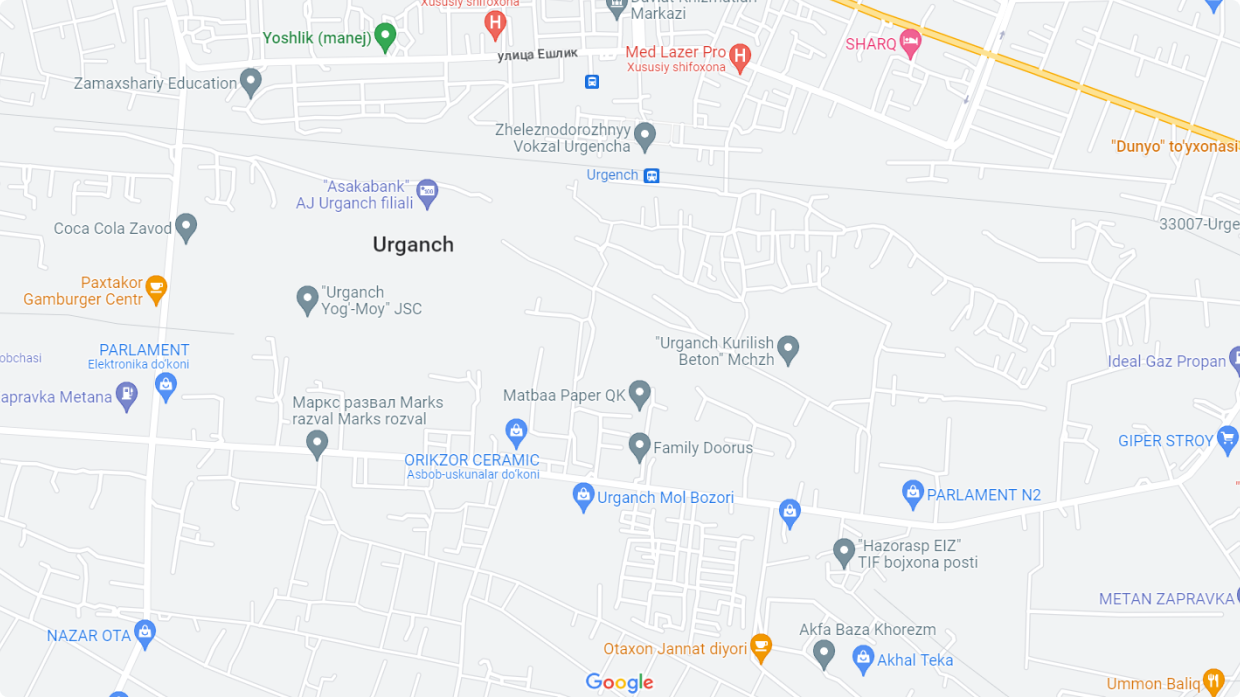 Xususiy shifoxona
Markazi
Yoshlik (manej)
улица Ешлик
Med Lazer Pro
Xususiy shifoxona
SHARQ
Zamaxshariy Education
Zheleznodorozhnyy
Vokzal Urgencha
"Dunyo" to'yxonasi
Urgench
"Asakabank"
AJ Urganch filiali
Coca Cola Zavod
33007-Urge
Urganch
Paxtakor
Gamburger Centr
"Urganch
Yog'-Moy" JSC
"Urganch Kurilish
Beton" Mchzh
PARLAMENT
Elektronika do‘koni
obchasi
Ideal Gaz Propan
apravka Metana
Matbaa Paper QK
Маркс развал Marks
razval Marks rozval
GIPER STROY
Family Doorus
ORIKZOR CERAMIC
Asbob-uskunalar do‘koni
Urganch Mol Bozori
PARLAMENT N2
"Hazorasp EIZ"
TIF bojxona posti
METAN ZAPRAVKA
NAZAR OTA
Akfa Baza Khorezm
Otaxon Jannat diyori
Akhal Teka
Google
Ummon Baliq